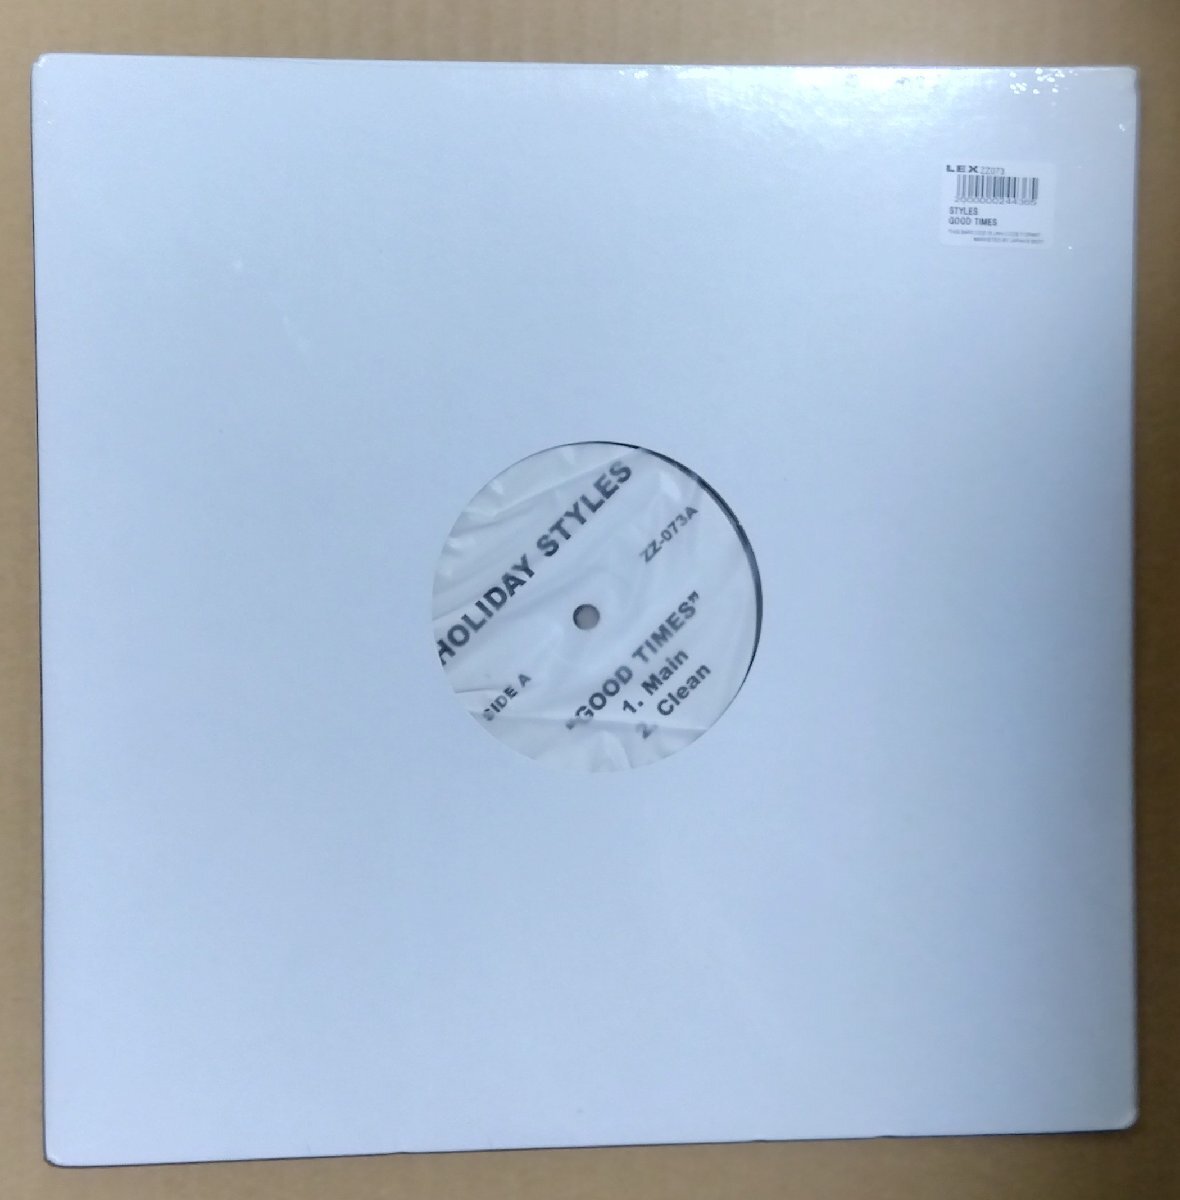 LEX ZZ073
STYLES
GOOD TIMES
HOLIDAY STYLES
ZZ-073A
SIDE A
"GOOD TIMES"
1. Main
2. Clean